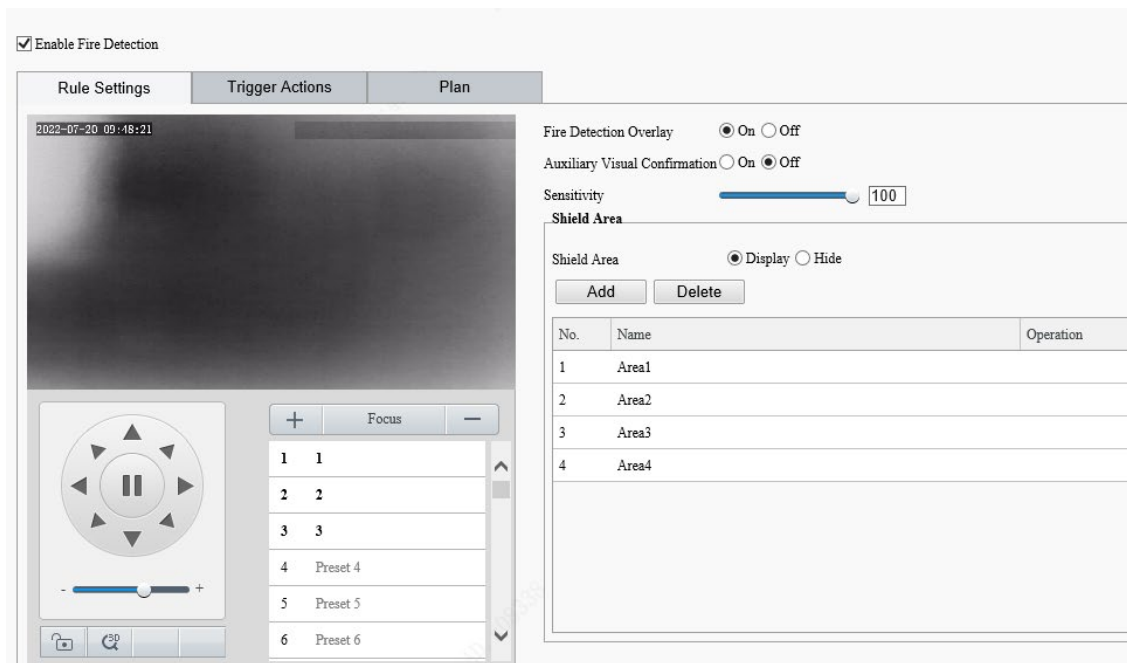 Enable Fire Detection
Rule Settings Trigger Actions Plan
2022-07-20 09:48:21
Fire Detection Overlay On Off
Auxiliary Visual Confirmation On Off
Sensitivity 100
Shield Area
Shield Area Display Hide
Add Delete
No. Name Operation
1 Area1
2 Area2
3 Area3
4 Area4
+ Focus −
1 1
2 2
3 3
4 Preset 4
5 Preset 5
6 Preset 6
- +
3D